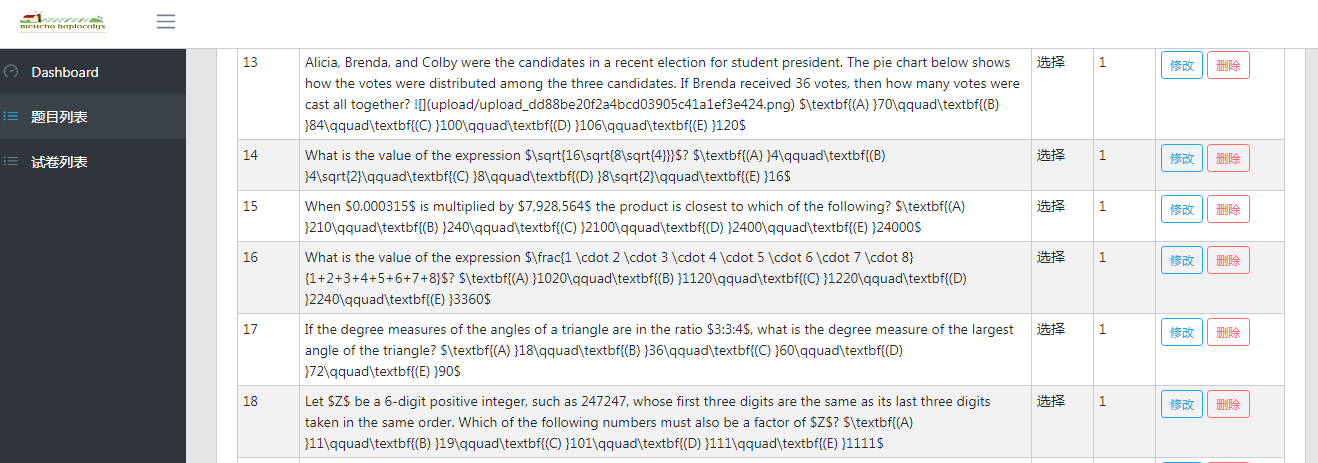 meucha haplocalyx
Dashboard
题目列表
试卷列表
13
Alicia, Brenda, and Colby were the candidates in a recent election for student president. The pie chart below shows
how the votes were distributed among the three candidates. If Brenda received 36 votes, then how many votes were
cast all together? ![](upload/upload_dd88be20f2a4bcd03905c41a1ef3e424.png) $\textbf{(A) }70\qquad\textbf{(B)
}84\qquad\textbf{(C) }100\qquad\textbf{(D) }106\qquad\textbf{(E) }120$
选择
1
修改
删除
14
What is the value of the expression $\sqrt{16\sqrt{8\sqrt{4}}}$? $\textbf{(A) }4\qquad\textbf{(B)
}4\sqrt{2}\qquad\textbf{(C) }8\qquad\textbf{(D) }8\sqrt{2}\qquad\textbf{(E) }16$
选择
1
修改
删除
15
When $0.000315$ is multiplied by $7,928,564$ the product is closest to which of the following? $\textbf{(A)
}210\qquad\textbf{(B) }240\qquad\textbf{(C) }2100\qquad\textbf{(D) }2400\qquad\textbf{(E) }24000$
选择
1
修改
删除
16
What is the value of the expression $\frac{1 \cdot 2 \cdot 3 \cdot 4 \cdot 5 \cdot 6 \cdot 7 \cdot 8}
{1+2+3+4+5+6+7+8}$? $\textbf{(A) }1020\qquad\textbf{(B) }1120\qquad\textbf{(C) }1220\qquad\textbf{(D)
}2240\qquad\textbf{(E) }3360$
选择
1
修改
删除
17
If the degree measures of the angles of a triangle are in the ratio $3:3:4$, what is the degree measure of the largest
angle of the triangle? $\textbf{(A) }18\qquad\textbf{(B) }36\qquad\textbf{(C) }60\qquad\textbf{(D)
}72\qquad\textbf{(E) }90$
选择
1
修改
删除
18
Let $Z$ be a 6-digit positive integer, such as 247247, whose first three digits are the same as its last three digits
taken in the same order. Which of the following numbers must also be a factor of $Z$? $\textbf{(A)
}11\qquad\textbf{(B) }19\qquad\textbf{(C) }101\qquad\textbf{(D) }111\qquad\textbf{(E) }1111$
选择
1
修改
删除